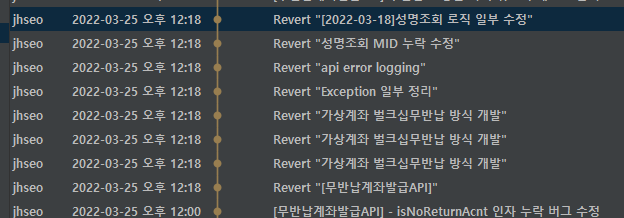 jhseo 2022-03-25 오후 12:18 Revert "[2022-03-18]성명조회 로직 일부 수정"
jhseo 2022-03-25 오후 12:18 Revert "성명조회 MID 누락 수정"
jhseo 2022-03-25 오후 12:18 Revert "api error logging"
jhseo 2022-03-25 오후 12:18 Revert "Exception 일부 정리"
jhseo 2022-03-25 오후 12:18 Revert "가상계좌 벌크십무반납 방식 개발"
jhseo 2022-03-25 오후 12:18 Revert "가상계좌 벌크십무반납 방식 개발"
jhseo 2022-03-25 오후 12:18 Revert "가상계좌 벌크십무반납 방식 개발"
jhseo 2022-03-25 오후 12:18 Revert "[무반납계좌발급API]"
jhseo 2022-03-25 오후 12:00 [무반납계좌발급API] - isNoReturnAcnt 인자 누락 버그 수정